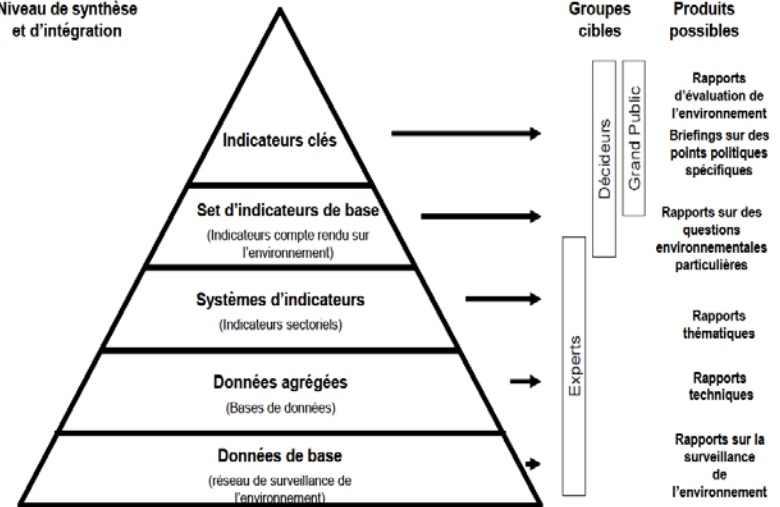 Niveau de synthèse
et d'intégration
Groupes
cibles
Produits
possibles
Indicateurs clés
Set d'indicateurs de base
(Indicateurs compte rendu sur
l'environnement)
Systèmes d'indicateurs
(Indicateurs sectoriels)
Données agrégées
(Bases de données)
Données de base
(réseau de surveillance de
l'environnement)
Décideurs
Grand Public
Experts
Rapports
d'évaluation de
l'environnement
Briefings sur des
points politiques
spécifiques
Rapports sur des
questions
environnementales
particulières
Rapports
thématiques
Rapports
techniques
Rapports sur la
surveillance
de
l'environnement